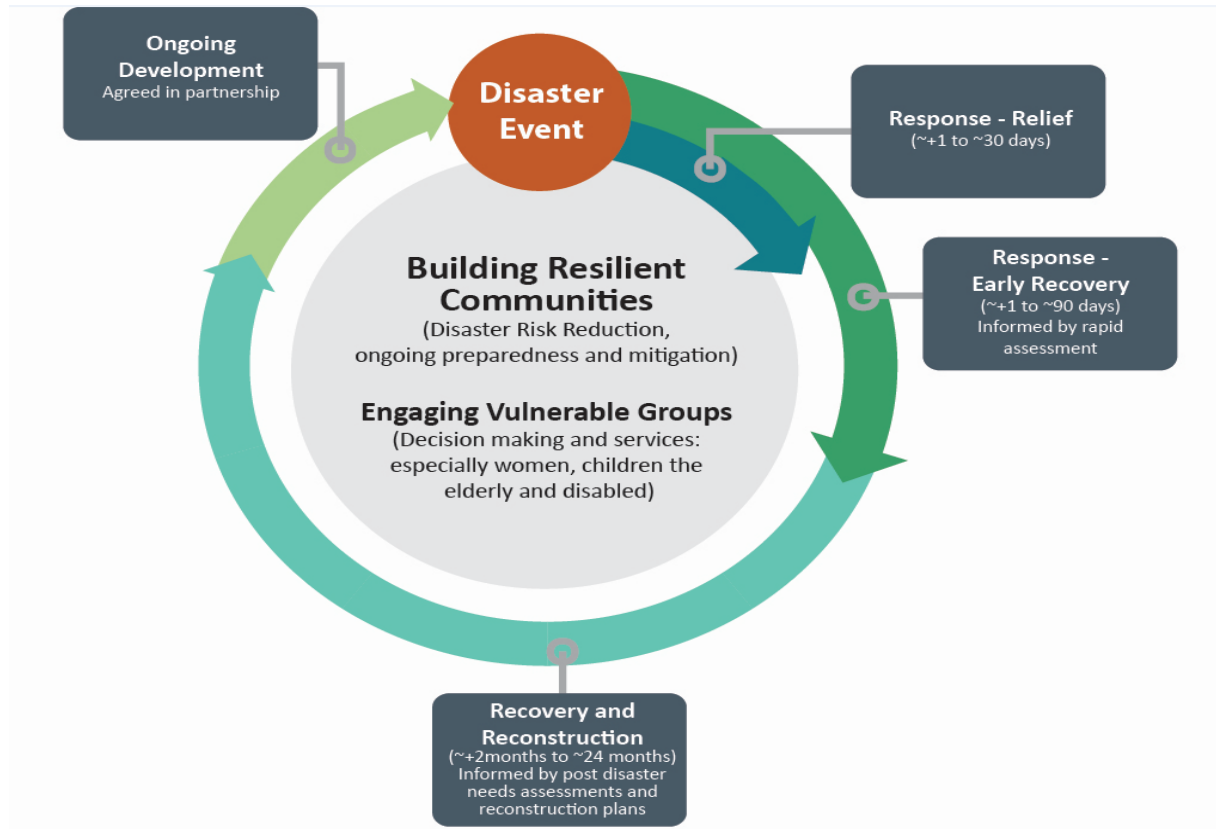 Ongoing
Development
Agreed in partnership
Disaster
Event
Response - Relief
(~+1 to ~30 days)
Response -
Early Recovery
(~+1 to ~90 days)
Informed by rapid
assessment
Building Resilient
Communities
(Disaster Risk Reduction,
ongoing preparedness and mitigation)
Engaging Vulnerable Groups
(Decision making and services:
especially women, children the
elderly and disabled)
Recovery and
Reconstruction
(~+2months to ~24 months)
Informed by post disaster
needs assessments and
reconstruction plans